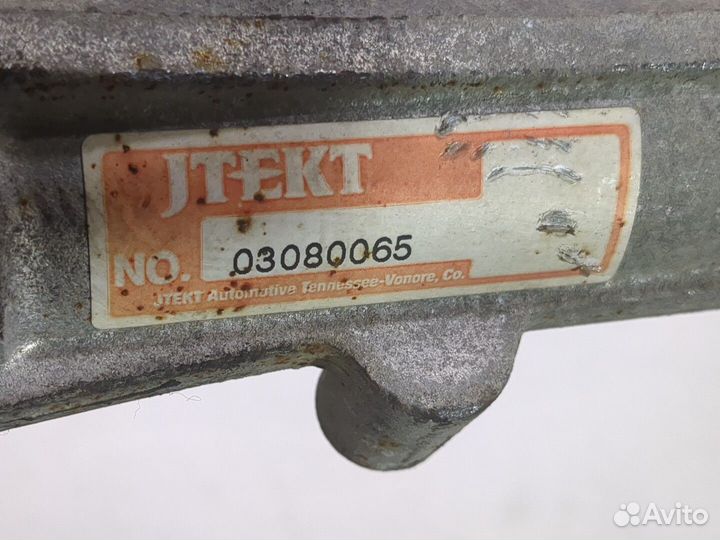 JTEKT
NO. 03080065
JTEKT Automotive Tennessee-Vonore, Co.
Avito